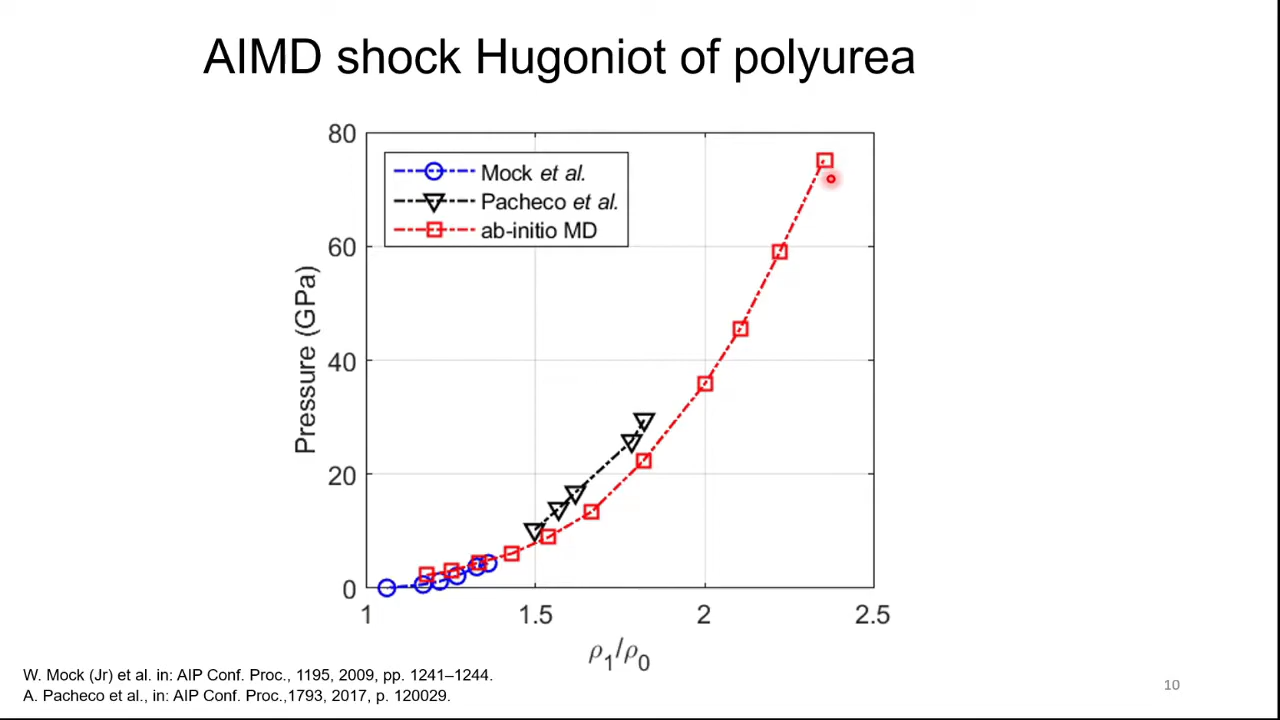 AIMD shock Hugoniot of polyurea
80
60
40
20
0
Pressure (GPa)
Mock et al.
Pacheco et al.
ab-initio MD
1
1.5
2
2.5
ρ1/ρ0
W. Mock (Jr) et al. in: AIP Conf. Proc., 1195, 2009, pp. 1241–1244.
A. Pacheco et al., in: AIP Conf. Proc.,1793, 2017, p. 120029.
10